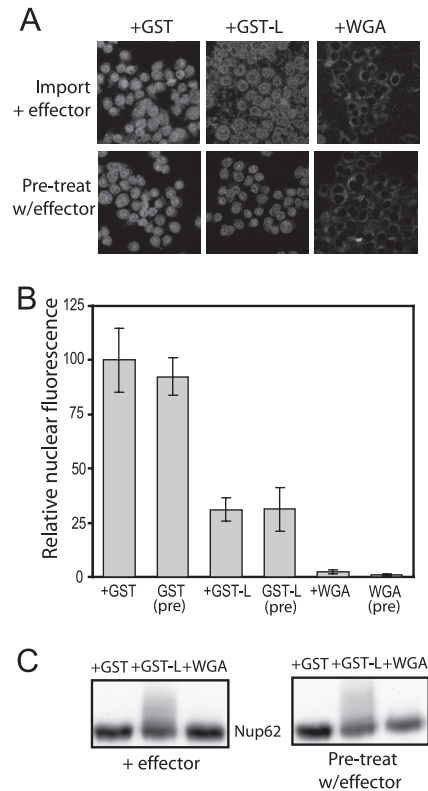 A
+GST +GST-L +WGA
Import
+ effector
Pre-treat
w/effector
B
Relative nuclear fluorescence
125
100
75
50
25
0
+GST GST (pre) +GST-L GST-L (pre) +WGA WGA (pre)
C
+GST +GST-L +WGA
+GST +GST-L +WGA
Nup62
+ effector
Pre-treat
w/effector